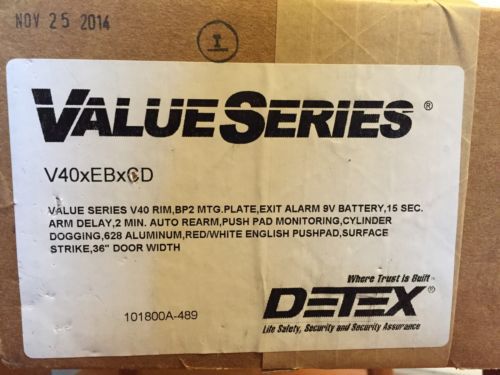 NOV 25 2014
I
VALUESERIES®
V40xEBxCD
VALUE SERIES V40 RIM,BP2 MTG.PLATE,EXIT ALARM 9V BATTERY,15 SEC.
ARM DELAY,2 MIN. AUTO REARM,PUSH PAD MONITORING,CYLINDER
DOGGING,628 ALUMINUM,RED/WHITE ENGLISH PUSHPAD,SURFACE
STRIKE,36" DOOR WIDTH
Where Trust is Built
DETEX®
101800A-489
Life Safety, Security and Security Assurance